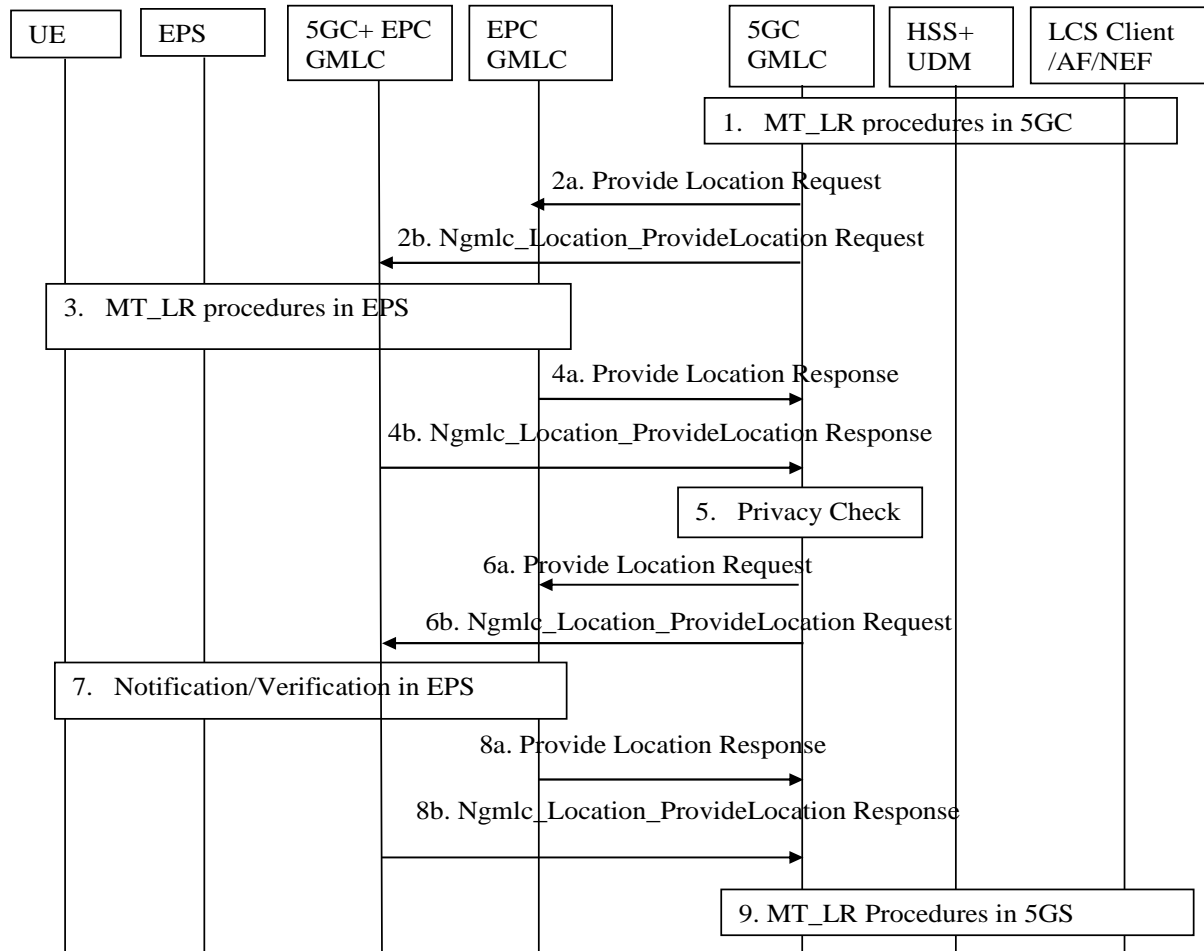 UE
EPS
5GC+ EPC
GMLC
EPC
GMLC
5GC
GMLC
HSS+
UDM
LCS Client
/AF/NEF
1. MT_LR procedures in 5GC
2a. Provide Location Request
2b. Ngmlc_Location_ProvideLocation Request
3. MT_LR procedures in EPS
4a. Provide Location Response
4b. Ngmlc_Location_ProvideLocation Response
5. Privacy Check
6a. Provide Location Request
6b. Ngmlc_Location_ProvideLocation Request
7. Notification/Verification in EPS
8a. Provide Location Response
8b. Ngmlc_Location_ProvideLocation Response
9. MT_LR Procedures in 5GS